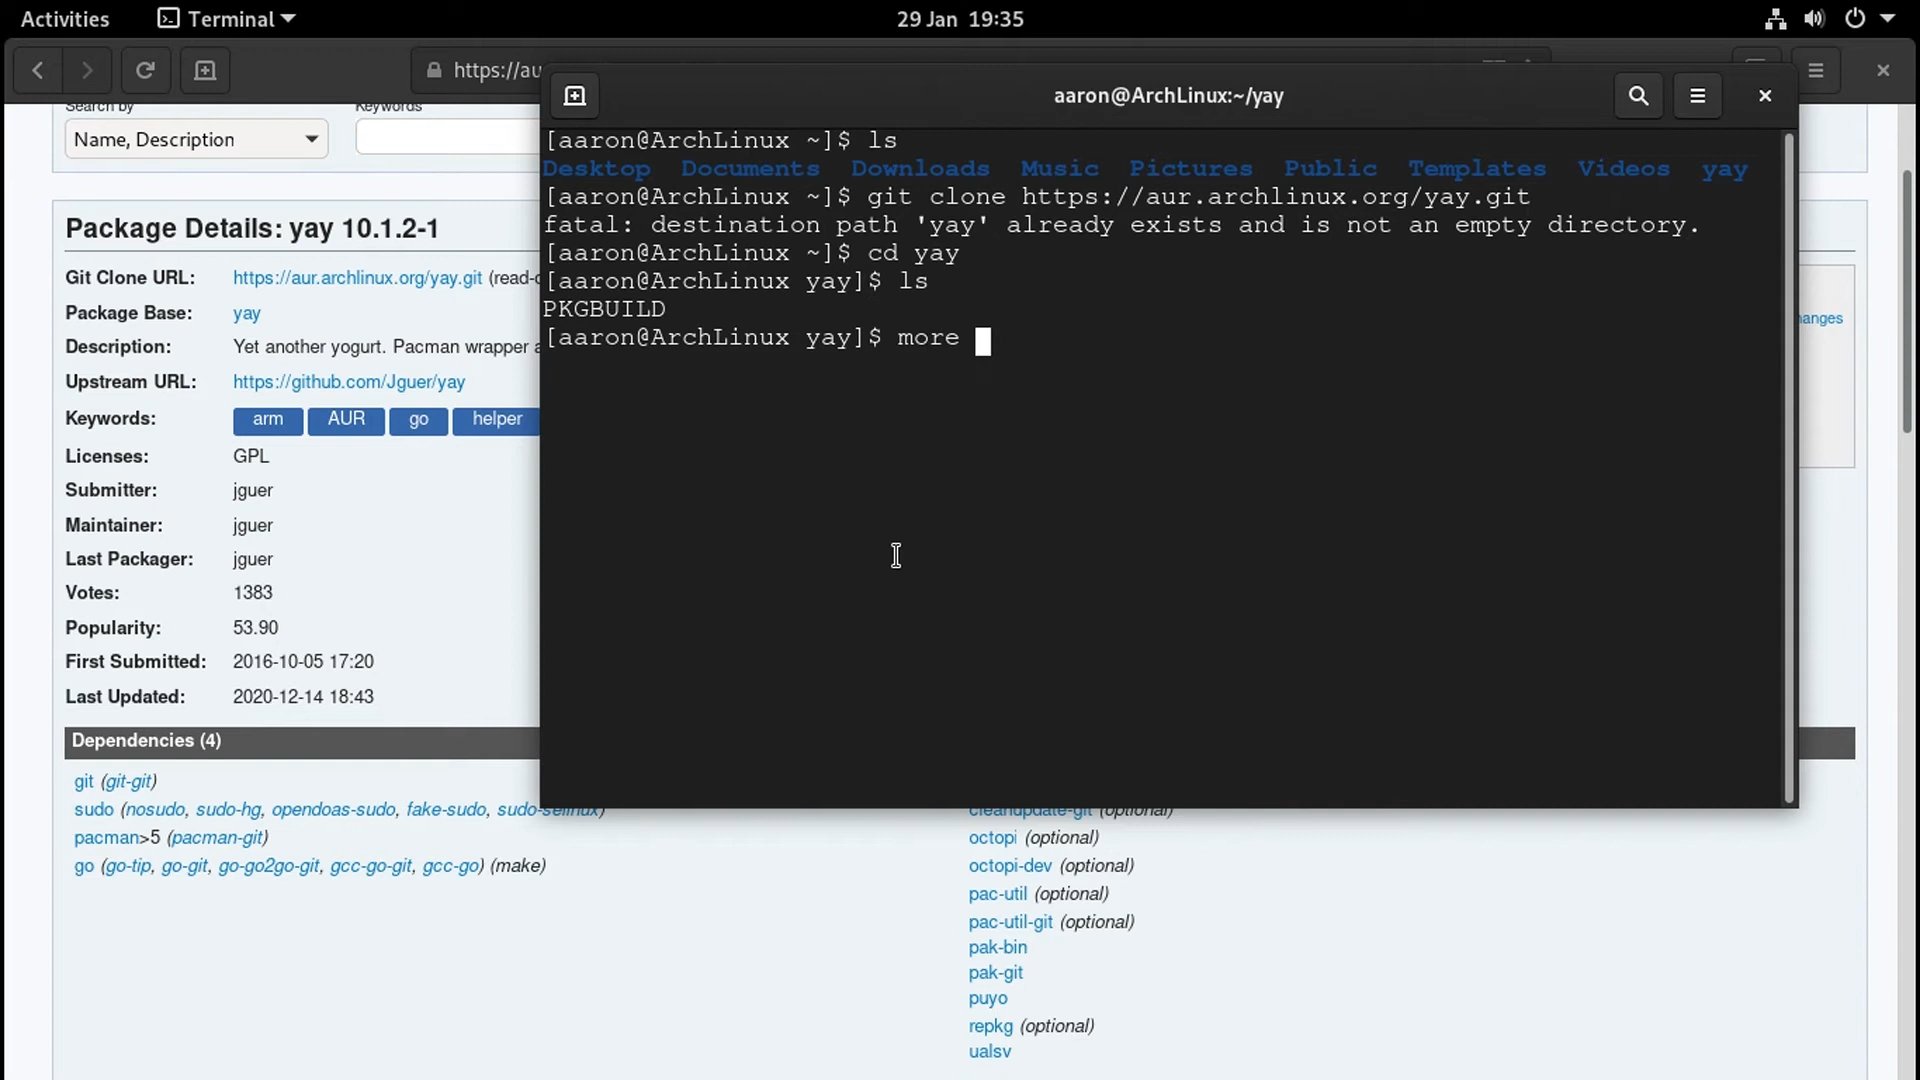 Activities Terminal 29 Jan 19:35
https://au
aaron@ArchLinux:~/yay
Search by Keywords
Name, Description
[aaron@ArchLinux ~]$ ls
Desktop Documents Downloads Music Pictures Public Templates Videos yay
[aaron@ArchLinux ~]$ git clone https://aur.archlinux.org/yay.git
fatal: destination path 'yay' already exists and is not an empty directory.
[aaron@ArchLinux ~]$ cd yay
[aaron@ArchLinux yay]$ ls
PKGBUILD
[aaron@ArchLinux yay]$ more
Package Details: yay 10.1.2-1
Git Clone URL: https://aur.archlinux.org/yay.git (read-o
Package Base: yay
anges
Description: Yet another yogurt. Pacman wrapper a
Upstream URL: https://github.com/Jguer/yay
Keywords: arm AUR go helper
Licenses: GPL
Submitter: jguer
Maintainer: jguer
Last Packager: jguer
Votes: 1383
Popularity: 53.90
First Submitted: 2016-10-05 17:20
Last Updated: 2020-12-14 18:43
Dependencies (4)
git (git-git)
sudo (nosudo, sudo-hg, opendoas-sudo, fake-sudo, sudo-selinux)
pacman>5 (pacman-git)
go (go-tip, go-git, go-go2go-git, gcc-go-git, gcc-go) (make)
cleanupdate-git (optional)
octopi (optional)
octopi-dev (optional)
pac-util (optional)
pac-util-git (optional)
pak-bin
pak-git
puyo
repkg (optional)
ualsv